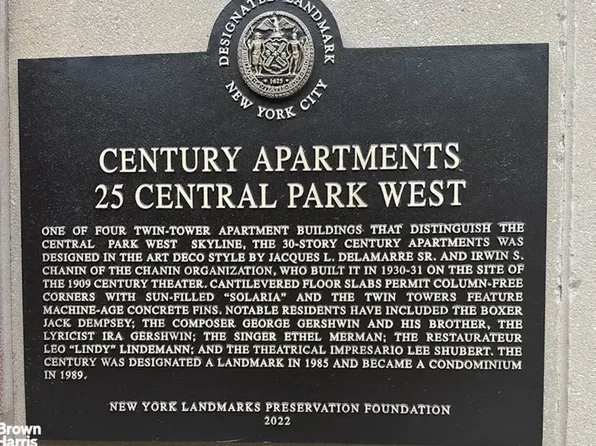 DESIGNATED LANDMARK
1625
NEW YORK CITY
CENTURY APARTMENTS
25 CENTRAL PARK WEST
ONE OF FOUR TWIN-TOWER APARTMENT BUILDINGS THAT DISTINGUISH THE
CENTRAL PARK WEST SKYLINE, THE 30-STORY CENTURY APARTMENTS WAS
DESIGNED IN THE ART DECO STYLE BY JACQUES L. DELAMARRE SR. AND IRWIN S.
CHANIN OF THE CHANIN ORGANIZATION, WHO BUILT IT IN 1930-31 ON THE SITE OF
THE 1909 CENTURY THEATER. CANTILEVERED FLOOR SLABS PERMIT COLUMN-FREE
CORNERS WITH SUN-FILLED "SOLARIA" AND THE TWIN TOWERS FEATURE
MACHINE-AGE CONCRETE FINS. NOTABLE RESIDENTS HAVE INCLUDED THE BOXER
JACK DEMPSEY; THE COMPOSER GEORGE GERSHWIN AND HIS BROTHER, THE
LYRICIST IRA GERSHWIN; THE SINGER ETHEL MERMAN; THE RESTAURATEUR
LEO "LINDY" LINDEMANN; AND THE THEATRICAL IMPRESARIO LEE SHUBERT. THE
CENTURY WAS DESIGNATED A LANDMARK IN 1985 AND BECAME A CONDOMINIUM
IN 1989.
NEW YORK LANDMARKS PRESERVATION FOUNDATION
2022
Brown
Harris